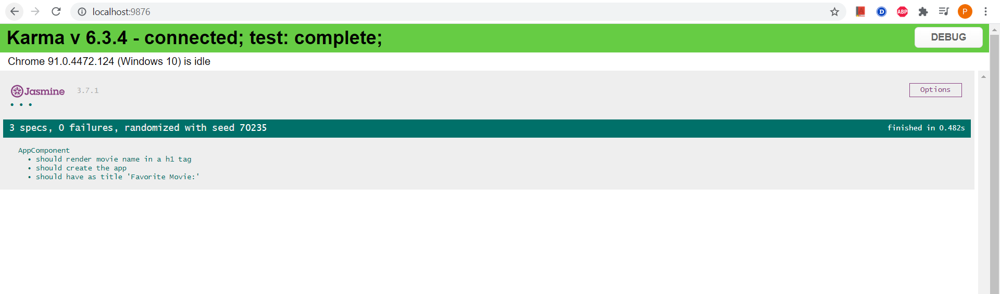 localhost:9876
D ABP P
Karma v 6.3.4 - connected; test: complete;
DEBUG
Chrome 91.0.4472.124 (Windows 10) is idle
Jasmine 3.7.1
Options
• • •
3 specs, 0 failures, randomized with seed 70235
finished in 0.482s
AppComponent
• should render movie name in a h1 tag
• should create the app
• should have as title 'Favorite Movie:'